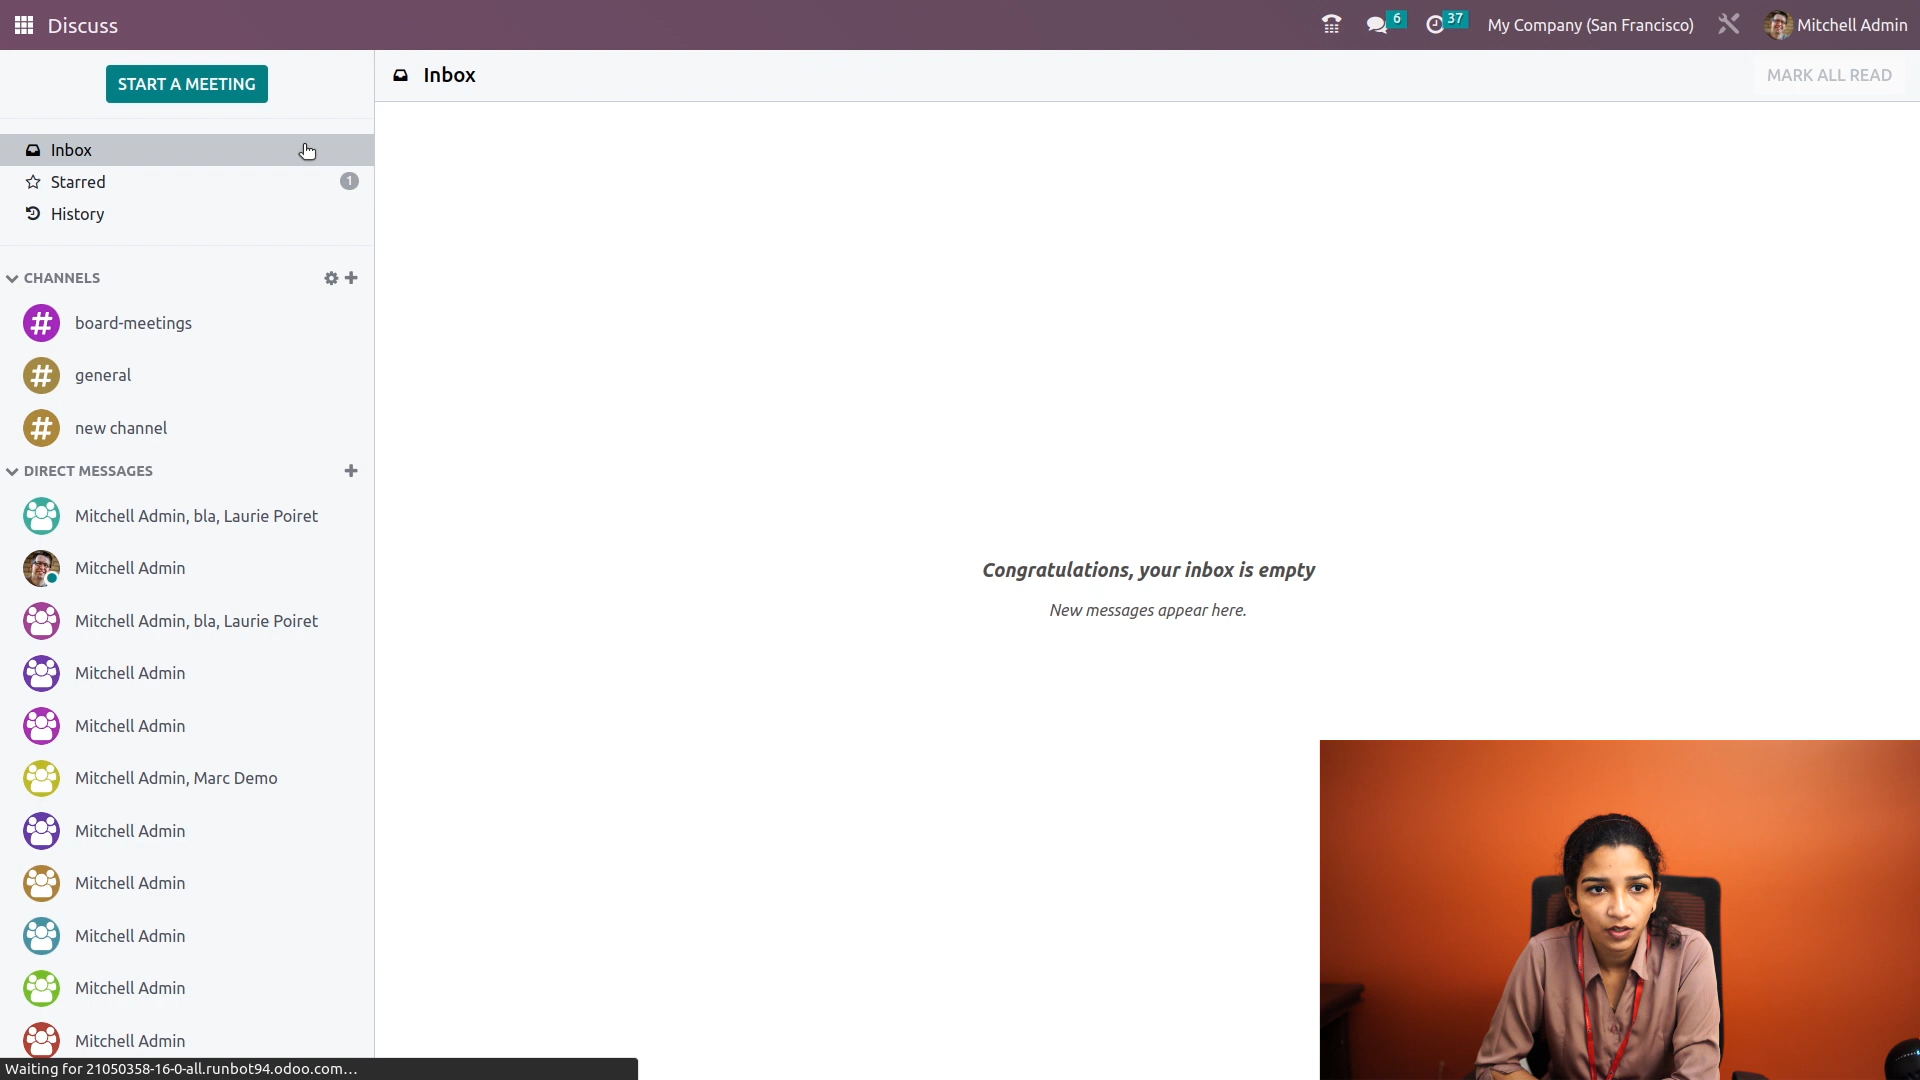 Discuss
6
37
My Company (San Francisco)
Mitchell Admin
START A MEETING
Inbox
MARK ALL READ
Inbox
Starred
1
History
CHANNELS
board-meetings
general
new channel
DIRECT MESSAGES
Mitchell Admin, bla, Laurie Poiret
Mitchell Admin
Mitchell Admin, bla, Laurie Poiret
Mitchell Admin
Mitchell Admin
Mitchell Admin, Marc Demo
Mitchell Admin
Mitchell Admin
Mitchell Admin
Mitchell Admin
Mitchell Admin
Congratulations, your inbox is empty
New messages appear here.
Waiting for 21050358-16-0-all.runbot94.odoo.com...